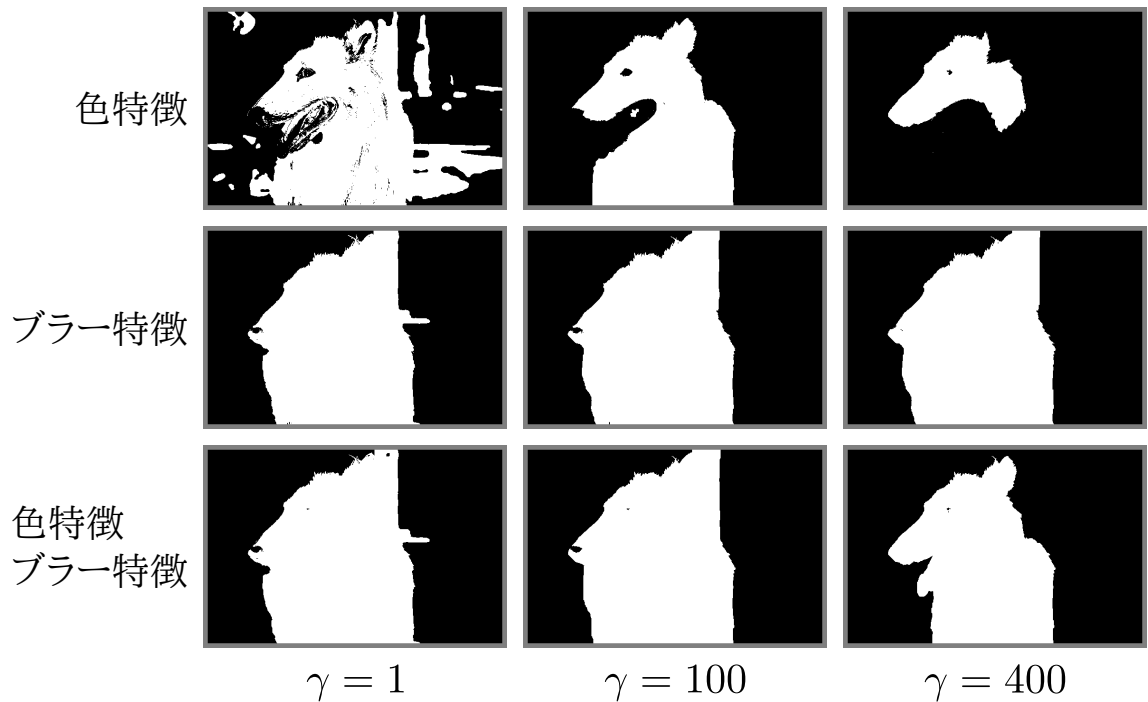 色特徴
ブラー特徴
色特徴
ブラー特徴
γ = 1
γ = 100
γ = 400